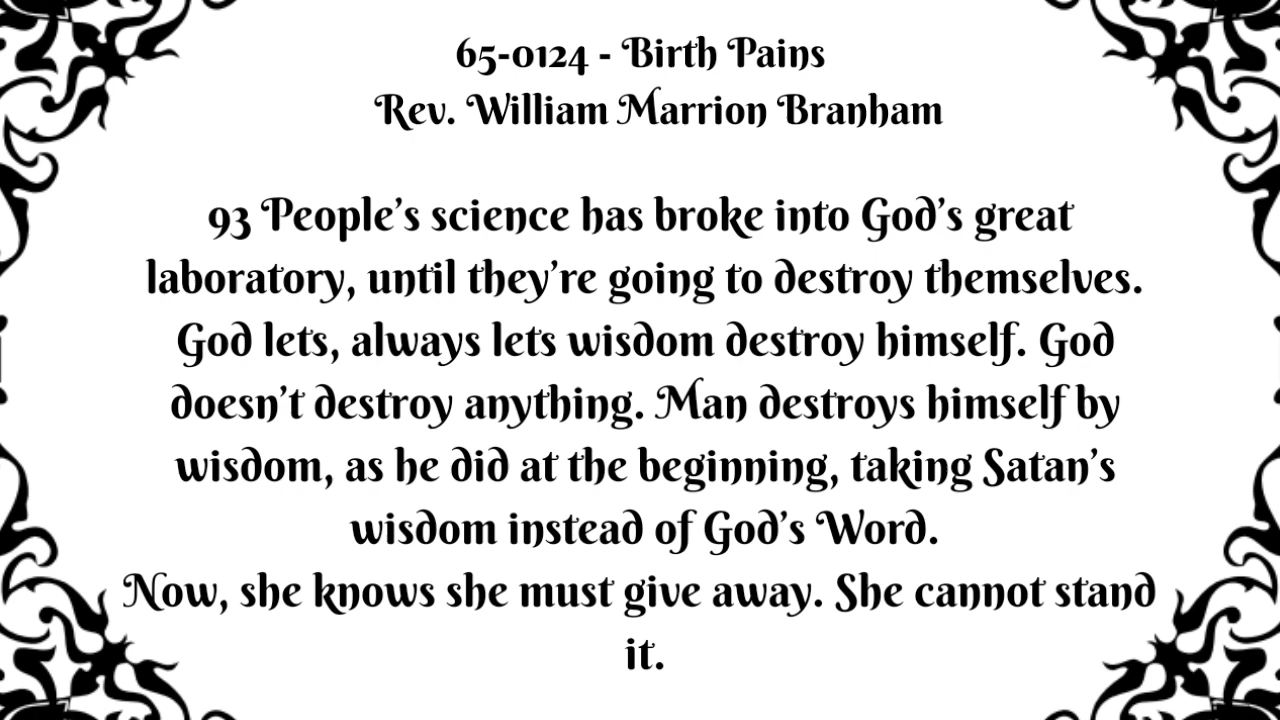 65-0124 - Birth Pains
Rev. William Marrion Branham
93 People's science has broke into God's great
laboratory, until they're going to destroy themselves.
God lets, always lets wisdom destroy himself. God
doesn't destroy anything. Man destroys himself by
wisdom, as he did at the beginning, taking Satan's
wisdom instead of God's Word.
Now, she knows she must give away. She cannot stand
it.